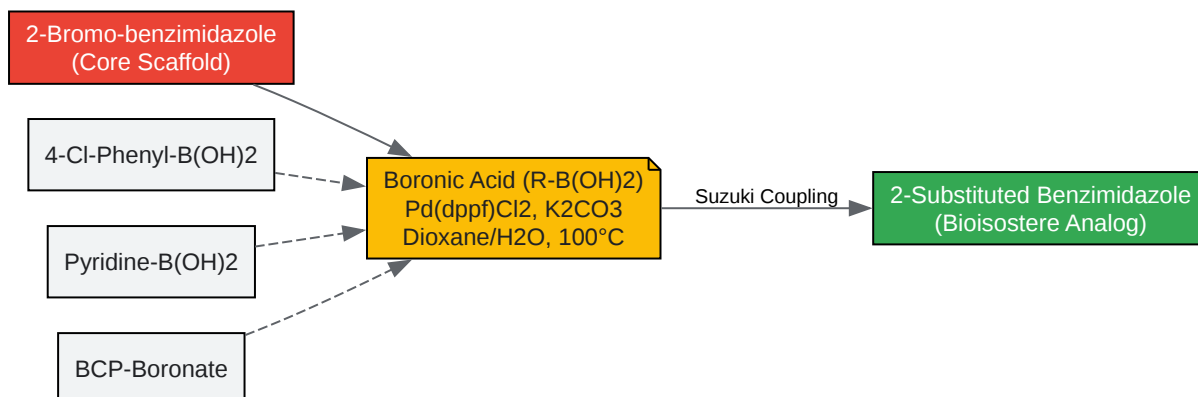 2-Bromo-benzimidazole
(Core Scaffold)
4-Cl-Phenyl-B(OH)2
Pyridine-B(OH)2
BCP-Boronate
Boronic Acid (R-B(OH)2)
Pd(dppf)Cl2, K2CO3
Dioxane/H2O, 100°C
Suzuki Coupling
2-Substituted Benzimidazole
(Bioisostere Analog)